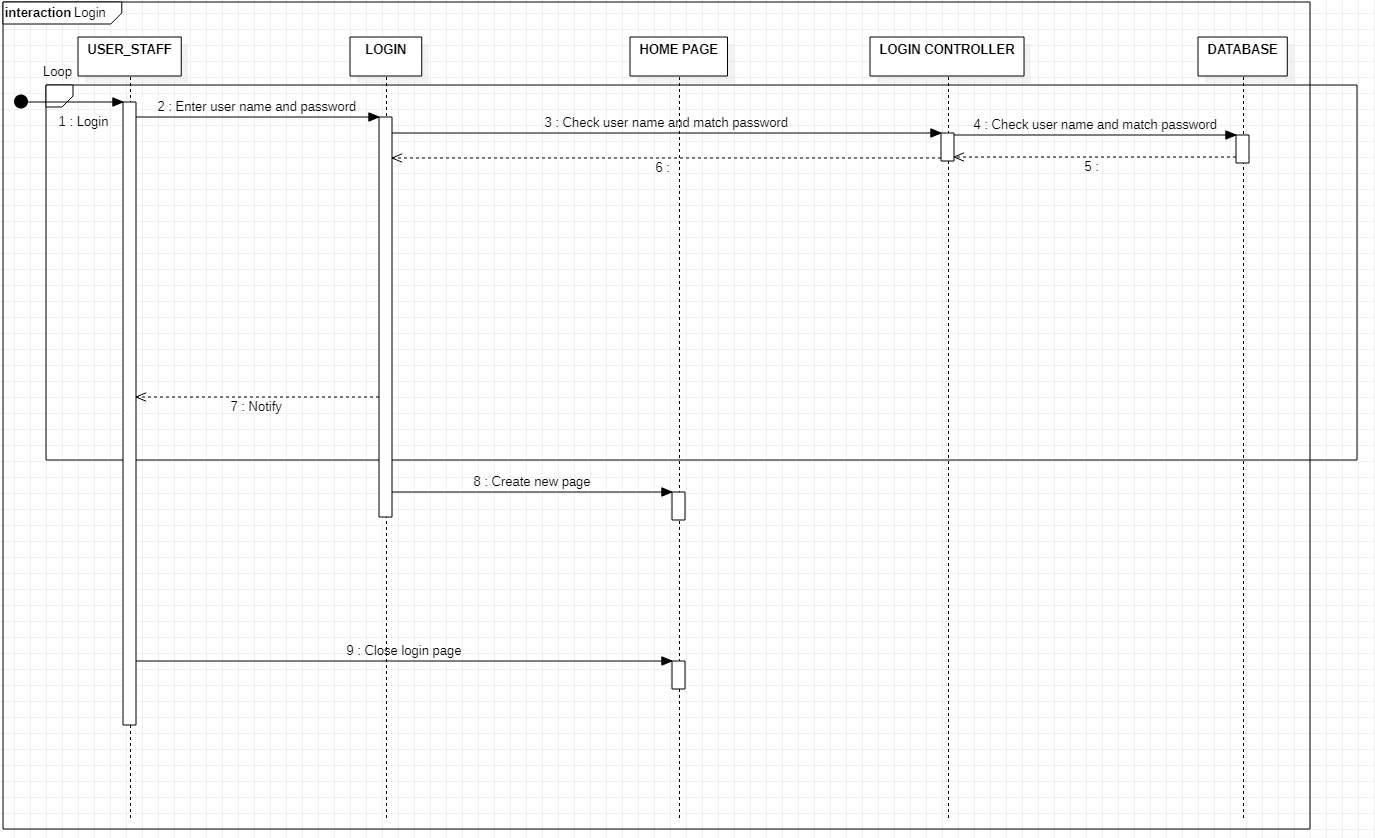 interaction Login
USER_STAFF
LOGIN
HOME PAGE
LOGIN CONTROLLER
DATABASE
Loop
1 : Login
2 : Enter user name and password
3 : Check user name and match password
4 : Check user name and match password
5 :
6 :
7 : Notify
8 : Create new page
9 : Close login page